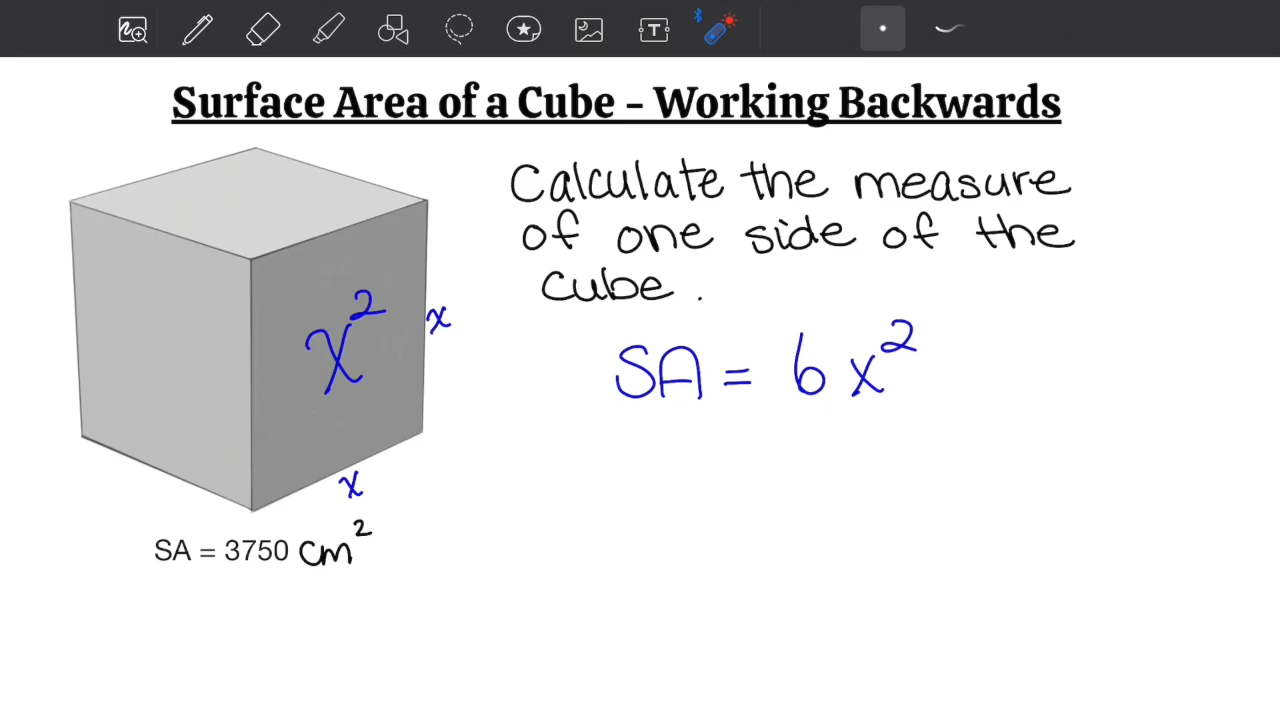 Surface Area of a Cube - Working Backwards
Calculate the measure
of one side of the
cube.
x²
x
SA = 6x²
x
SA = 3750 cm²